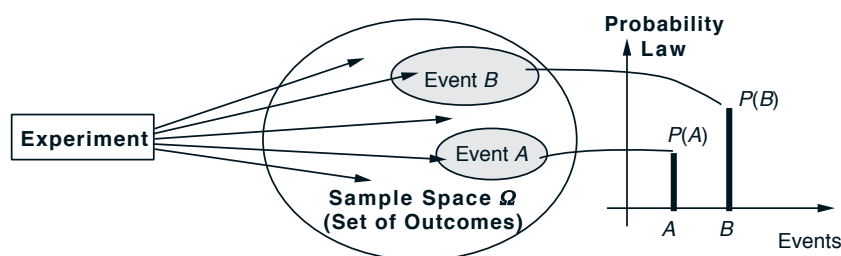 Probability
Law
Event B
P(B)
Experiment
P(A)
Event A
Sample Space Ω
(Set of Outcomes)
A
B
Events